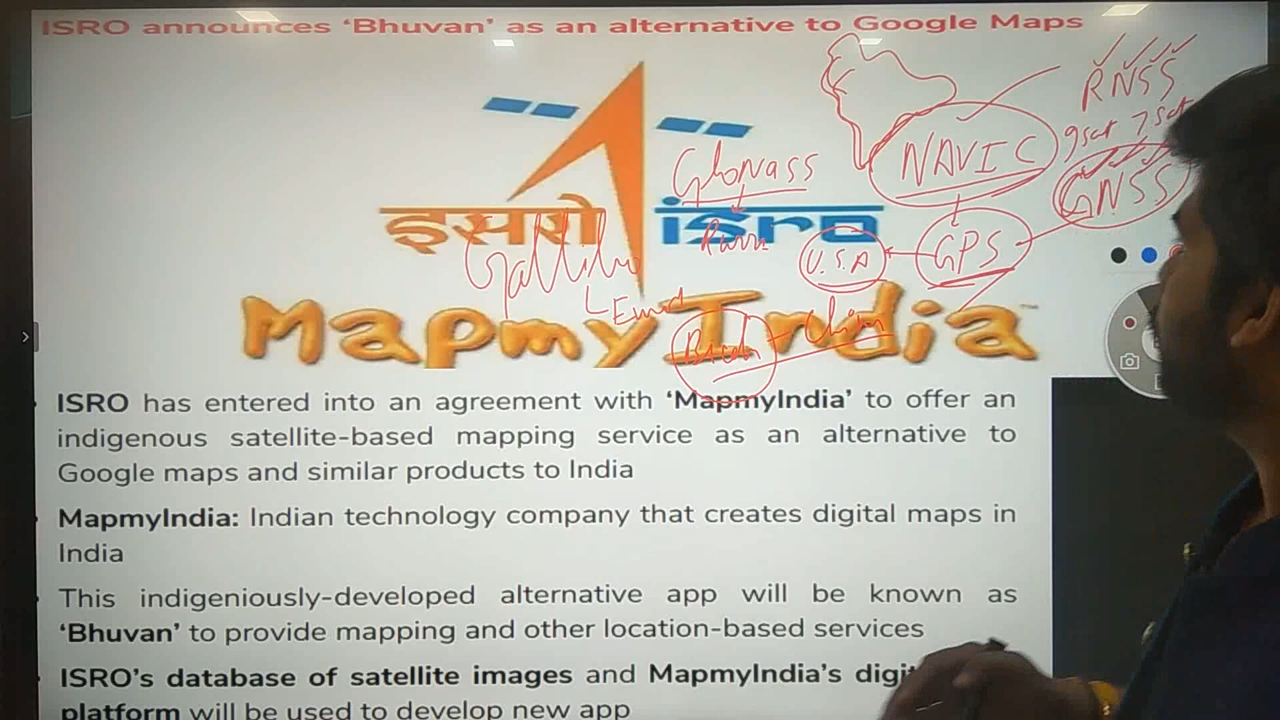 ISRO announces ‘Bhuvan’ as an alternative to Google Maps
RNSS
9 sat 7 sat
Glonass
NAVIC
GNSS
इसरो isro
U.S.A
GPS
MapmyIndia
ISRO has entered into an agreement with ‘MapmyIndia’ to offer an
indigenous satellite-based mapping service as an alternative to
Google maps and similar products to India
MapmyIndia: Indian technology company that creates digital maps in
India
This indigeniously-developed alternative app will be known as
‘Bhuvan’ to provide mapping and other location-based services
ISRO’s database of satellite images and MapmyIndia’s
platform will be used to develop new app